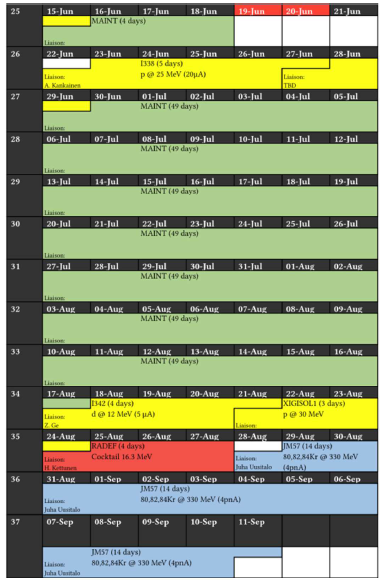 25 15-Jun 16-Jun 17-Jun 18-Jun 19-Jun 20-Jun 21-Jun
MAINT (4 days)
Liaison:
26 22-Jun 23-Jun 24-Jun 25-Jun 26-Jun 27-Jun 28-Jun
I338 (5 days)
Liaison: p @ 25 MeV (20μA) Liaison:
A. Kankainen TBD
27 29-Jun 30-Jun 01-Jul 02-Jul 03-Jul 04-Jul 05-Jul
MAINT (49 days)
Liaison:
28 06-Jul 07-Jul 08-Jul 09-Jul 10-Jul 11-Jul 12-Jul
MAINT (49 days)
Liaison:
29 13-Jul 14-Jul 15-Jul 16-Jul 17-Jul 18-Jul 19-Jul
MAINT (49 days)
Liaison:
30 20-Jul 21-Jul 22-Jul 23-Jul 24-Jul 25-Jul 26-Jul
MAINT (49 days)
Liaison:
31 27-Jul 28-Jul 29-Jul 30-Jul 31-Jul 01-Aug 02-Aug
MAINT (49 days)
Liaison:
32 03-Aug 04-Aug 05-Aug 06-Aug 07-Aug 08-Aug 09-Aug
MAINT (49 days)
Liaison:
33 10-Aug 11-Aug 12-Aug 13-Aug 14-Aug 15-Aug 16-Aug
MAINT (49 days)
Liaison:
34 17-Aug 18-Aug 19-Aug 20-Aug 21-Aug 22-Aug 23-Aug
I342 (4 days) XIGISOL1 (3 days)
Liaison: d @ 12 MeV (5 μA) p @ 30 MeV
Z. Ge Liaison:
35 24-Aug 25-Aug 26-Aug 27-Aug 28-Aug 29-Aug 30-Aug
RADEF (4 days) JM57 (14 days)
Liaison: Cocktail 16.3 MeV Liaison: 80,82,84Kr @ 330 MeV
H. Kettunen Juha Uusitalo (4pnA)
36 31-Aug 01-Sep 02-Sep 03-Sep 04-Sep 05-Sep 06-Sep
JM57 (14 days)
Liaison: 80,82,84Kr @ 330 MeV (4pnA)
Juha Uusitalo
37 07-Sep 08-Sep 09-Sep 10-Sep 11-Sep
JM57 (14 days)
Liaison: 80,82,84Kr @ 330 MeV (4pnA)
Juha Uusitalo